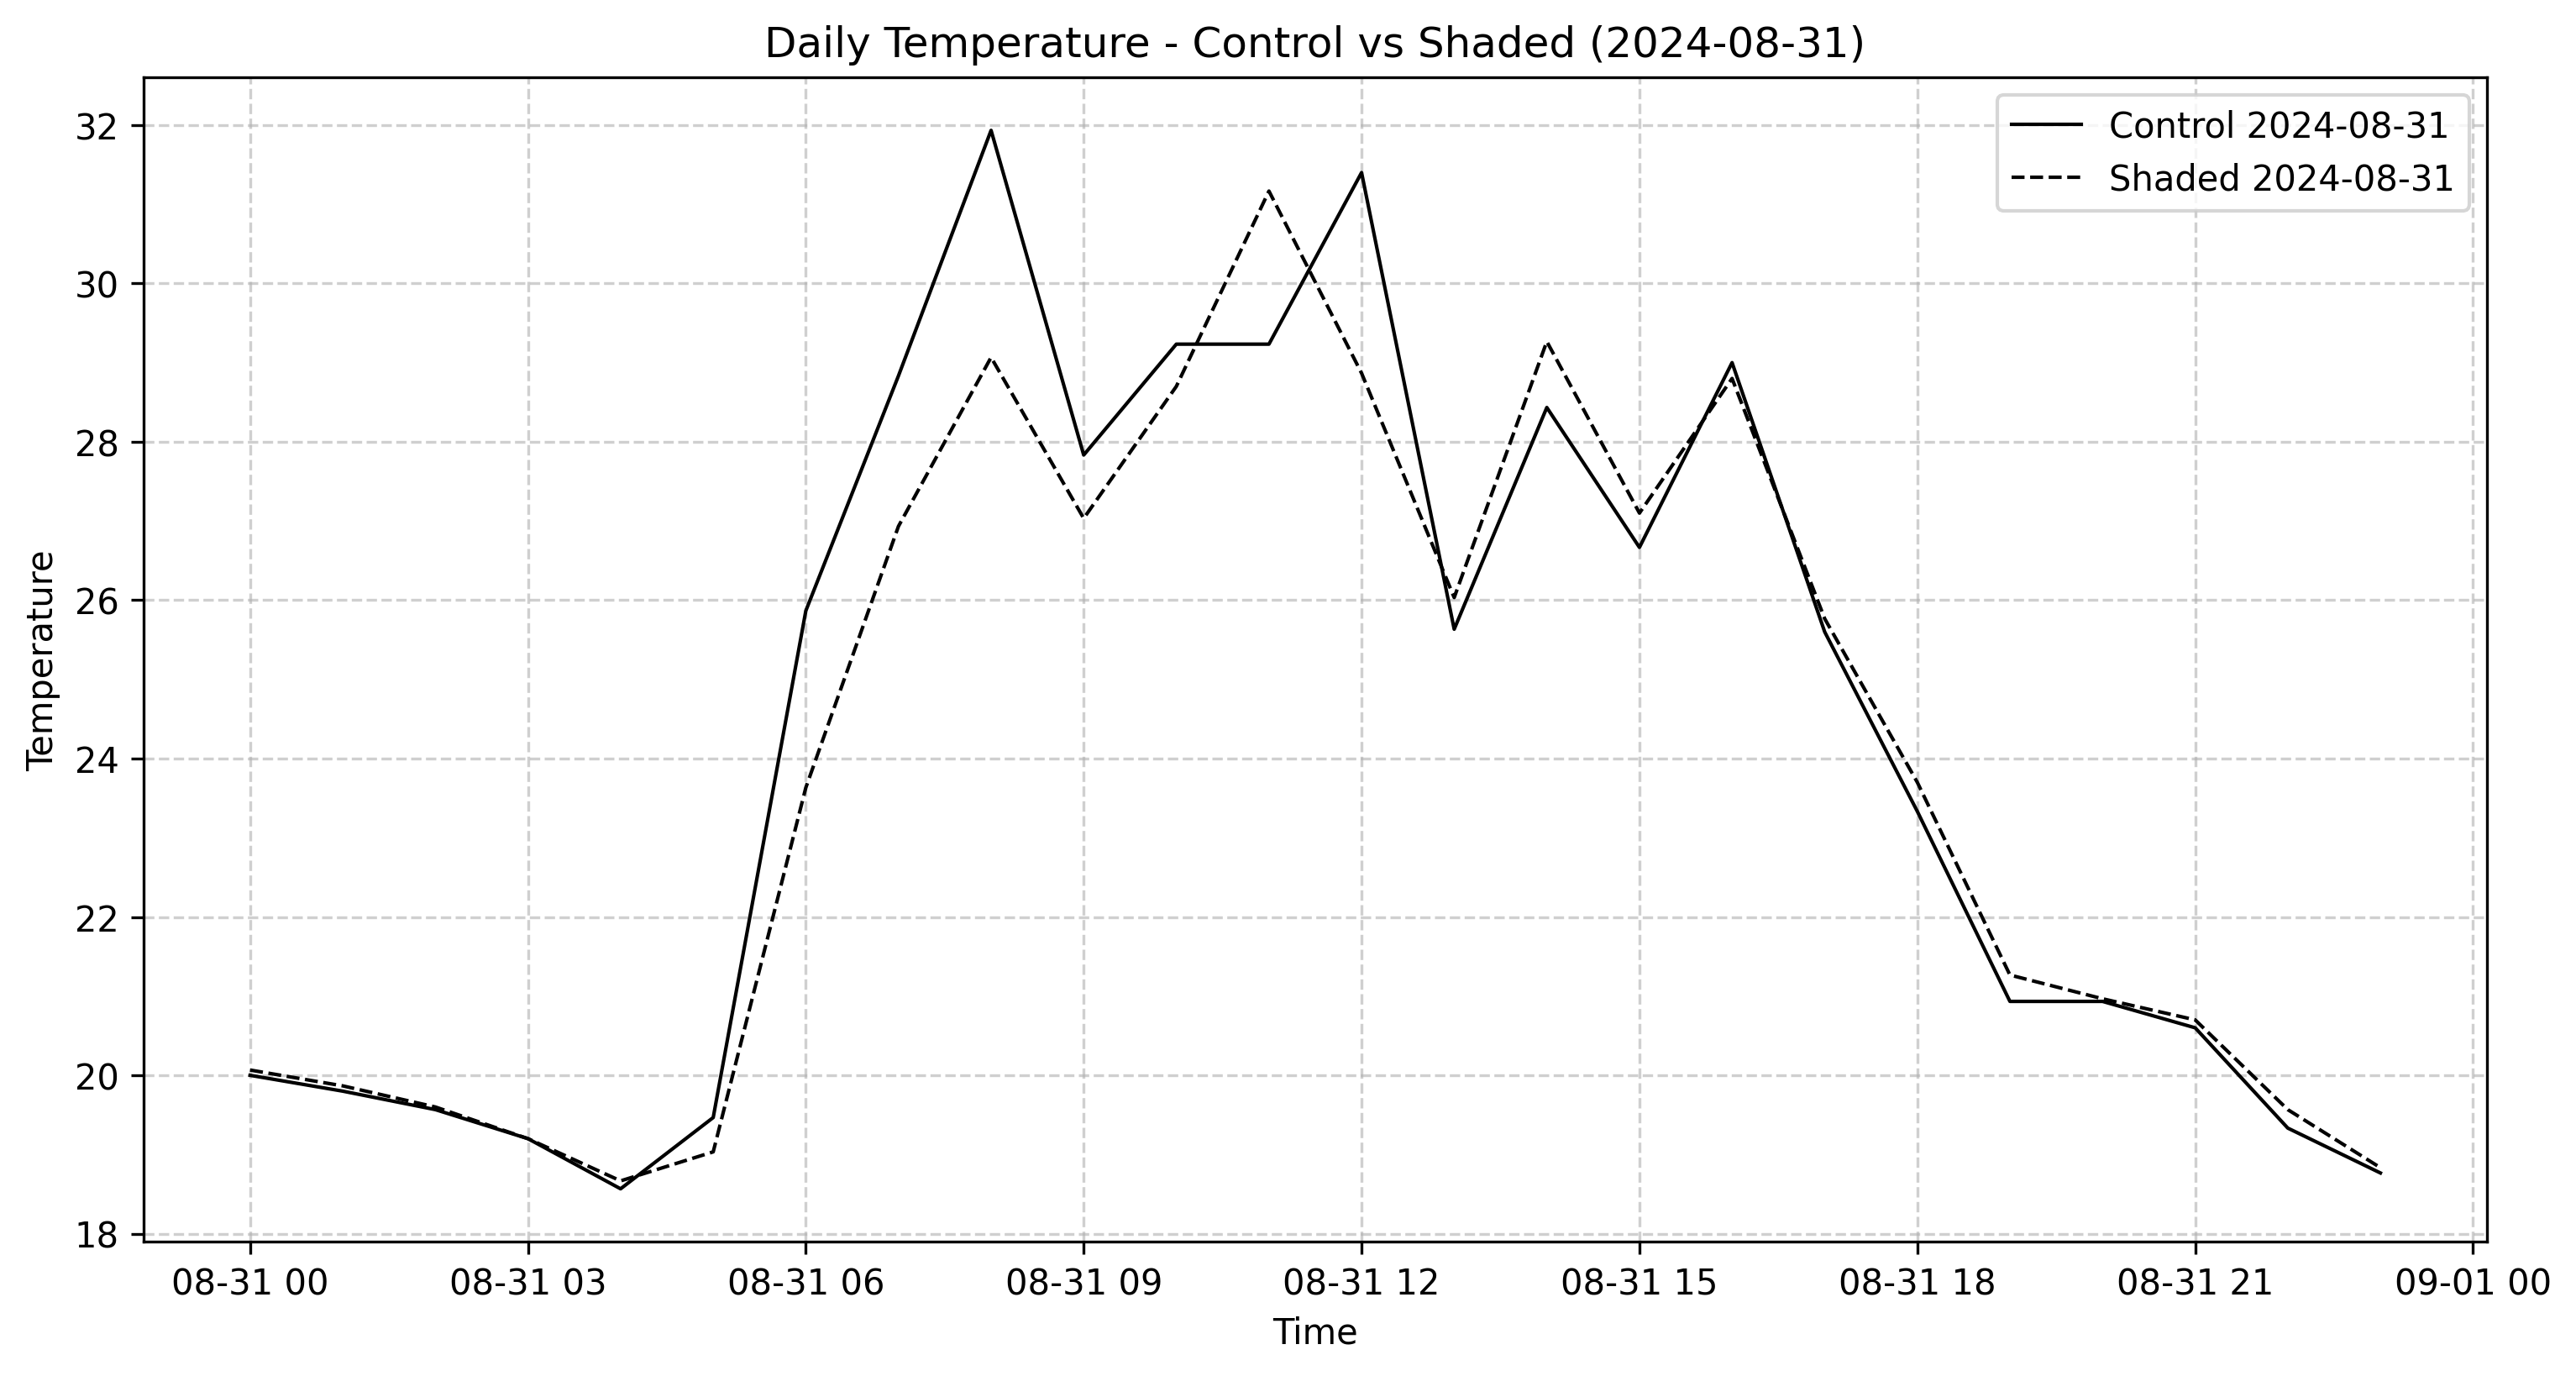 Daily Temperature - Control vs Shaded (2024-08-31)
Control 2024-08-31
Shaded 2024-08-31
Temperature
32
30
28
26
24
22
20
18
08-31 00 08-31 03 08-31 06 08-31 09 08-31 12 08-31 15 08-31 18 08-31 21 09-01 00
Time